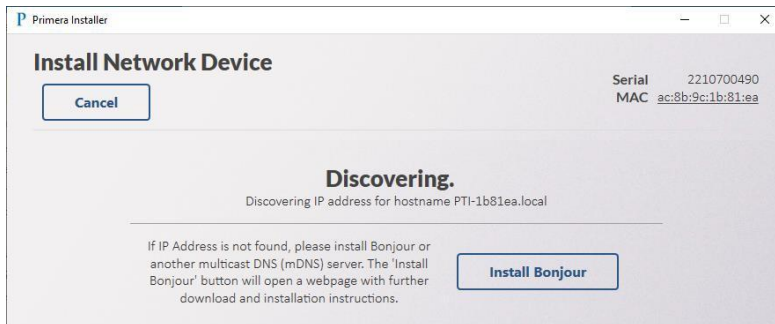 P Primera Installer
Install Network Device
Serial 2210700490
Cancel
MAC ac:8b:9c:1b:81:ea
Discovering.
Discovering IP address for hostname PTI-1b81ea.local
If IP Address is not found, please install Bonjour or
another multicast DNS (mDNS) server. The 'Install
Bonjour' button will open a webpage with further
download and installation instructions.
Install Bonjour